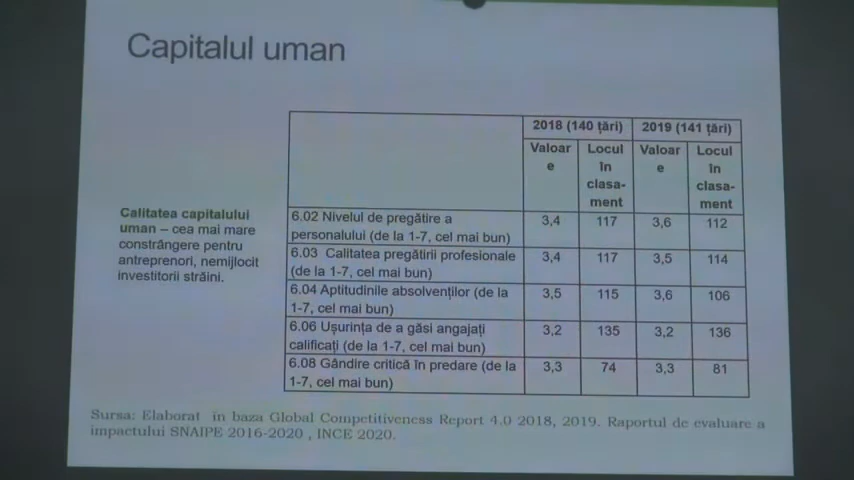 Capitalul uman
2018 (140 țări) 2019 (141 țări)
Valoar
e
Locul
în
clasa-
ment
Valoar
e
Locul
în
clasa-
ment
Calitatea capitalului
uman – cea mai mare
constrângere pentru
antreprenori, nemijlocit
investitorii străini.
6.02 Nivelul de pregătire a
personalului (de la 1-7, cel mai bun)
3,4 117 3,6 112
6.03 Calitatea pregătirii profesionale
(de la 1-7, cel mai bun)
3,4 117 3,5 114
6.04 Aptitudinile absolvenților (de la
1-7, cel mai bun)
3,5 115 3,6 106
6.06 Ușurința de a găsi angajați
calificați (de la 1-7, cel mai bun)
3,2 135 3,2 136
6.08 Gândire critică în predare (de la
1-7, cel mai bun)
3,3 74 3,3 81
Sursa: Elaborat in baza Global Competitiveness Report 4.0 2018, 2019. Raportul de evaluare a
impactului SNAIPE 2016-2020 , INCE 2020.